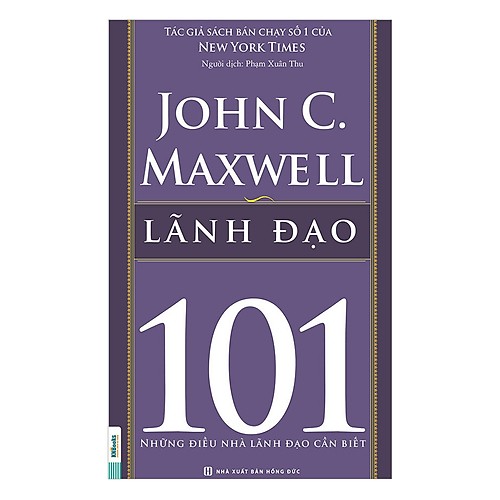 TÁC GIẢ SÁCH BÁN CHẠY SỐ 1 CỦA
NEW YORK TIMES
Người dịch: Phạm Xuân Thu
JOHN C.
MAXWELL
LÃNH ĐẠO
101
NHỮNG ĐIỀU NHÀ LÃNH ĐẠO CẦN BIẾT
MCBooks
NHÀ XUẤT BẢN HỒNG ĐỨC